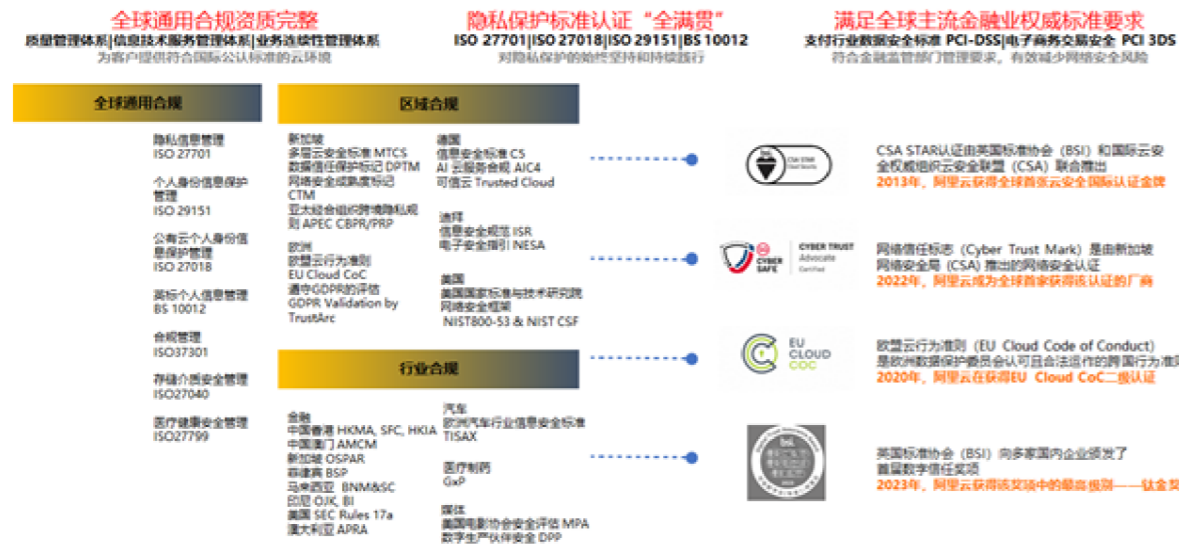 全球通用合规资质完整
质量管理体系|信息技术服务管理体系|业务连续性管理体系
为客户提供符合国际公认标准的云环境
隐私保护标准认证“全满贯”
ISO 27701|ISO 27018|ISO 29151|BS 10012
对隐私保护的始终坚持和持续践行
满足全球主流金融业权威标准要求
支付行业数据安全标准 PCI-DSS|电子商务交易安全 PCI 3DS
符合金融监管部门管理要求，有效减少网络安全风险
全球通用合规
隐私信息管理
ISO 27701
个人身份信息保护
管理
ISO 29151
公有云个人身份信
息保护管理
ISO 27018
英标个人信息管理
BS 10012
合规管理
ISO37301
存储介质安全管理
ISO27040
医疗健康安全管理
ISO27799
区域合规
新加坡
多层云安全标准 MTCS
数据信任保护标记 DPTM
网络安全成熟度标记
CTM
亚太经合组织跨境隐私规
则 APEC CBPR/PRP
欧洲
欧盟云行为准则
EU Cloud CoC
遵守GDPR的评估
GDPR Validation by
TrustArc
德国
信息安全标准 C5
AI 云服务合规 AIC4
可信云 Trusted Cloud
迪拜
信息安全规范 ISR
电子安全指引 NESA
美国
美国国家标准与技术研究院
网络安全框架
NIST800-53 & NIST CSF
行业合规
金融
中国香港 HKMA, SFC, HKIA
中国澳门 AMCM
新加坡 OSPAR
菲律宾 BSP
马来西亚 BNM&SC
印尼 OJK, BI
美国 SEC Rules 17a
澳大利亚 APRA
汽车
欧洲汽车行业信息安全标准
TISAX
医疗制药
GxP
媒体
美国电影协会安全评估 MPA
数字生产伙伴安全 DPP
bsi.
CSA STAR
CSA STAR认证由英国标准协会（BSI）和国际云安
全权威组织云安全联盟（CSA）联合推出
2013年，阿里云获得全球首张云安全国际认证金牌
CYBER
SAFE
CYBER TRUST
Advocate
Certified
网络信任标志（Cyber Trust Mark）是由新加坡
网络安全局 (CSA) 推出的网络安全认证
2022年，阿里云成为全球首家获得该认证的厂商
EU
CLOUD
COC
欧盟云行为准则（EU Cloud Code of Conduct）
是欧洲数据保护委员会认可且合法运作的跨国行为准则
2020年，阿里云在获得EU Cloud CoC二级认证
bsi.
英国标准协会（BSI）向多家国内企业颁发了
首届数字信任奖项
2023年，阿里云获得该奖项中的最高级别——钛金奖